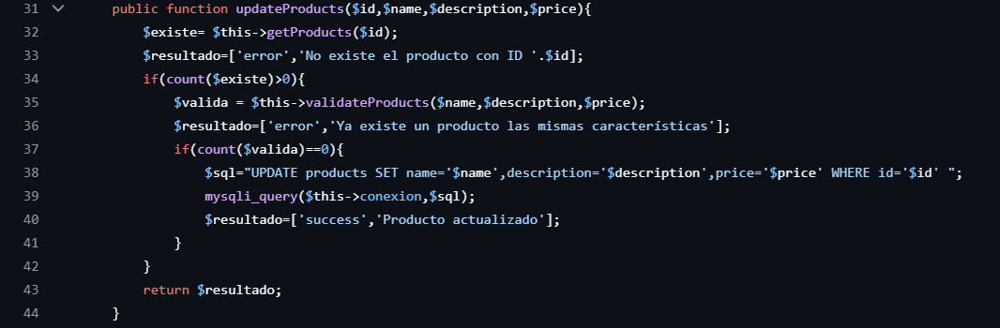 31 public function updateProducts($id,$name,$description,$price){
32 $existe= $this->getProducts($id);
33 $resultado=['error','No existe el producto con ID '.$id];
34 if(count($existe)>0){
35 $valida = $this->validateProducts($name,$description,$price);
36 $resultado=['error','Ya existe un producto las mismas características'];
37 if(count($valida)==0){
38 $sql="UPDATE products SET name='$name',description='$description',price='$price' WHERE id='$id' ";
39 mysqli_query($this->conexion,$sql);
40 $resultado=['success','Producto actualizado'];
41 }
42 }
43 return $resultado;
44 }